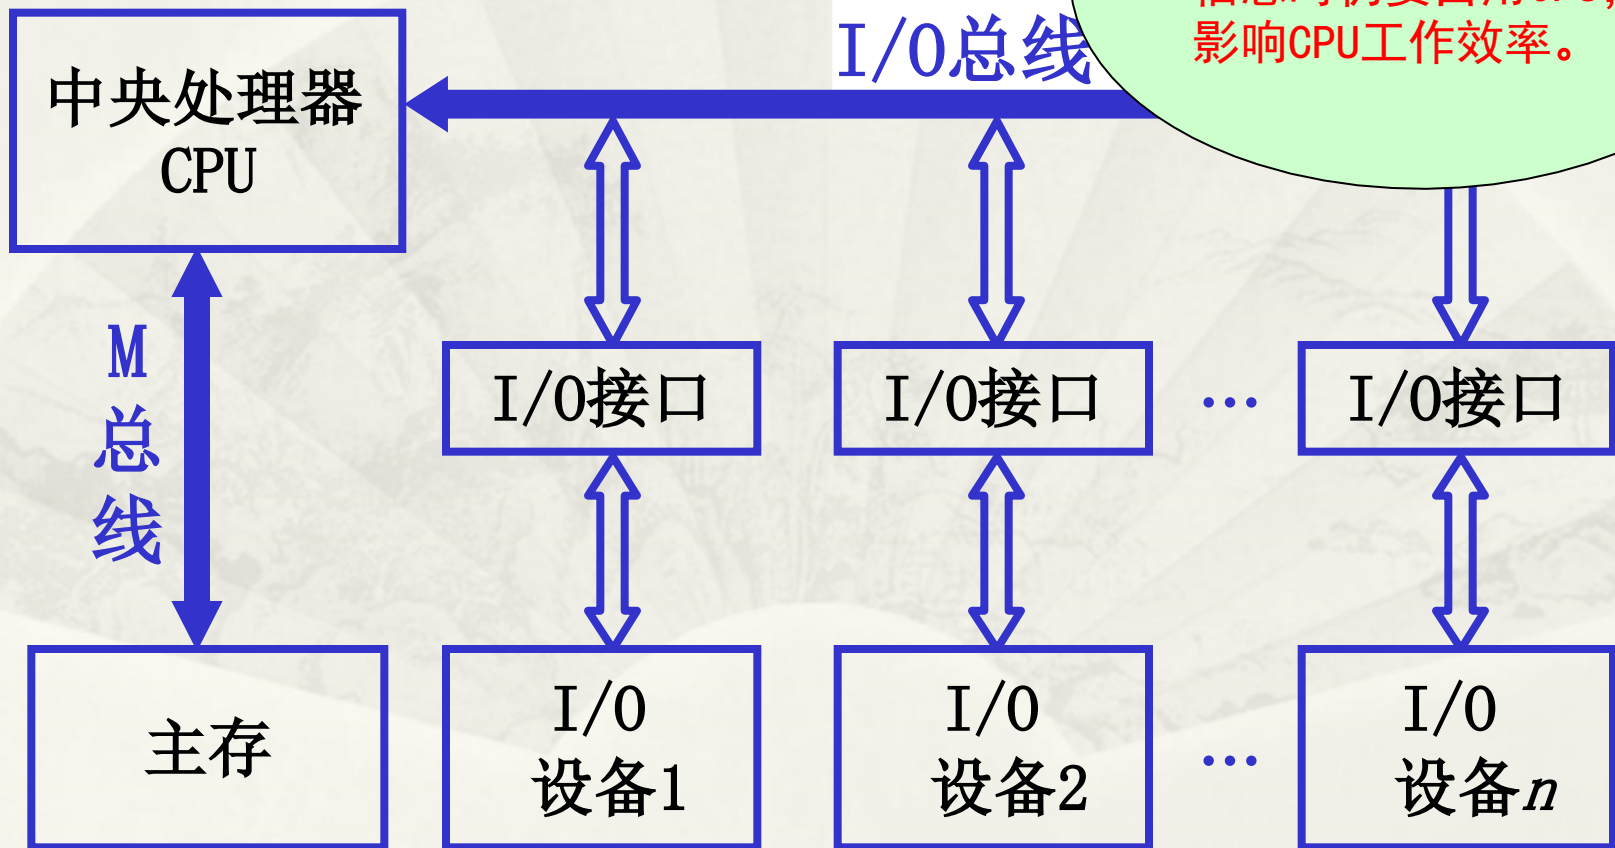 影响CPU工作效率。
I/O总线
中央处理器
CPU
M
总
线
I/O接口
I/O接口
…
I/O接口
主存
I/O
设备1
I/O
设备2
…
I/O
设备n